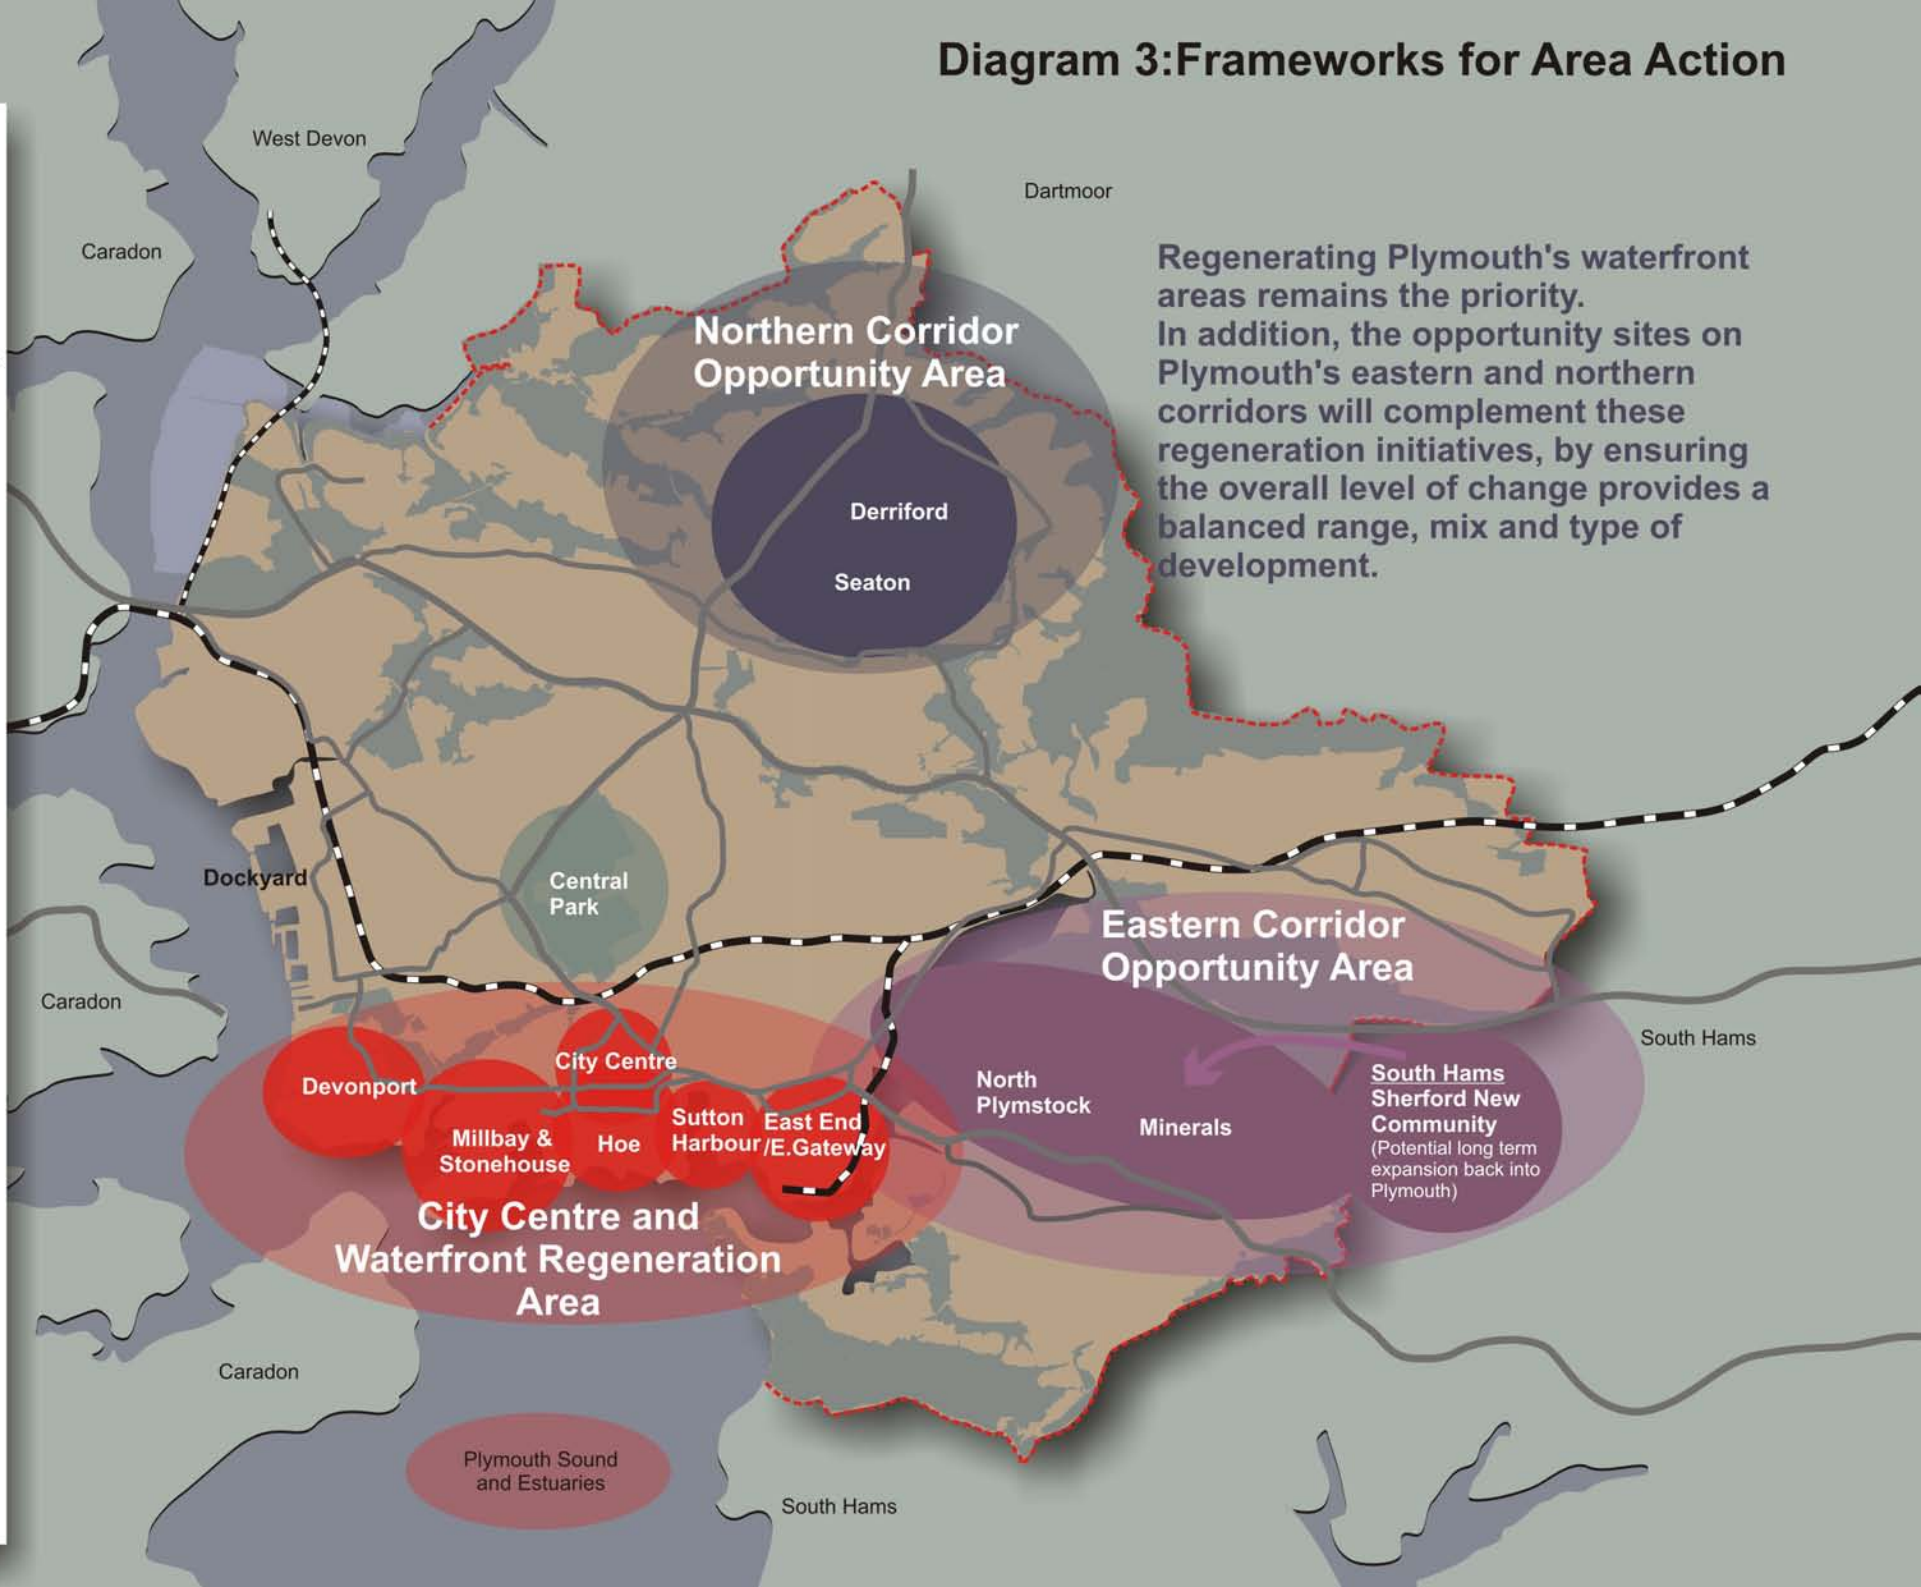 Diagram 3:Frameworks for Area Action
West Devon
Dartmoor
Caradon
Regenerating Plymouth's waterfront
areas remains the priority.
In addition, the opportunity sites on
Plymouth's eastern and northern
corridors will complement these
regeneration initiatives, by ensuring
the overall level of change provides a
balanced range, mix and type of
development.
Northern Corridor
Opportunity Area
Derriford
Seaton
Dockyard
Central
Park
Eastern Corridor
Opportunity Area
Caradon
South Hams
City Centre
Devonport
Millbay &
Stonehouse
Hoe
Sutton
Harbour
East End
/E.Gateway
North
Plymstock
Minerals
South Hams
Sherford New
Community
(Potential long term
expansion back into
Plymouth)
City Centre and
Waterfront Regeneration
Area
Caradon
Plymouth Sound
and Estuaries
South Hams